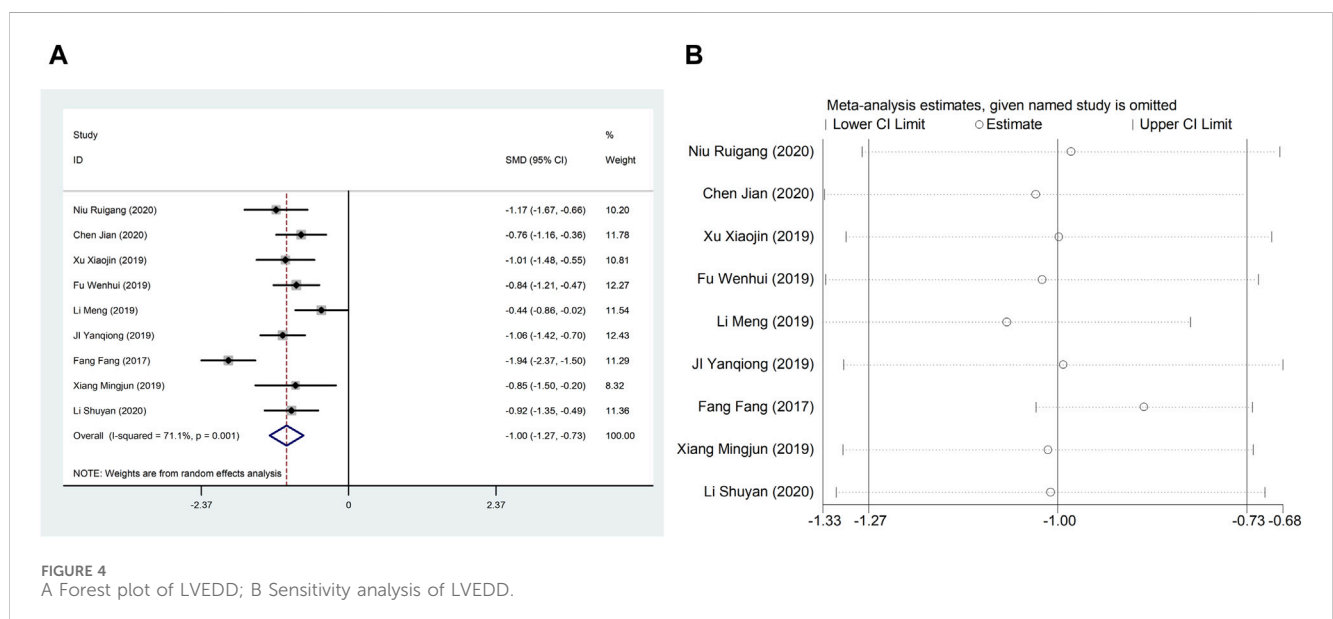 A
Study %
ID SMD (95% CI) Weight
Niu Ruigang (2020) -1.17 (-1.67, -0.66) 10.20
Chen Jian (2020) -0.76 (-1.16, -0.36) 11.78
Xu Xiaojin (2019) -1.01 (-1.48, -0.55) 10.81
Fu Wenhui (2019) -0.84 (-1.21, -0.47) 12.27
Li Meng (2019) -0.44 (-0.86, -0.02) 11.54
JI Yanqiong (2019) -1.06 (-1.42, -0.70) 12.43
Fang Fang (2017) -1.94 (-2.37, -1.50) 11.29
Xiang Mingjun (2019) -0.85 (-1.50, -0.20) 8.32
Li Shuyan (2020) -0.92 (-1.35, -0.49) 11.36
Overall (I-squared = 71.1%, p = 0.001) -1.00 (-1.27, -0.73) 100.00
NOTE: Weights are from random effects analysis
-2.37 0 2.37
B
Meta-analysis estimates, given named study is omitted
Lower CI Limit Estimate Upper CI Limit
Niu Ruigang (2020)
Chen Jian (2020)
Xu Xiaojin (2019)
Fu Wenhui (2019)
Li Meng (2019)
JI Yanqiong (2019)
Fang Fang (2017)
Xiang Mingjun (2019)
Li Shuyan (2020)
-1.33 -1.27 -1.00 -0.73 -0.68
FIGURE 4
A Forest plot of LVEDD; B Sensitivity analysis of LVEDD.